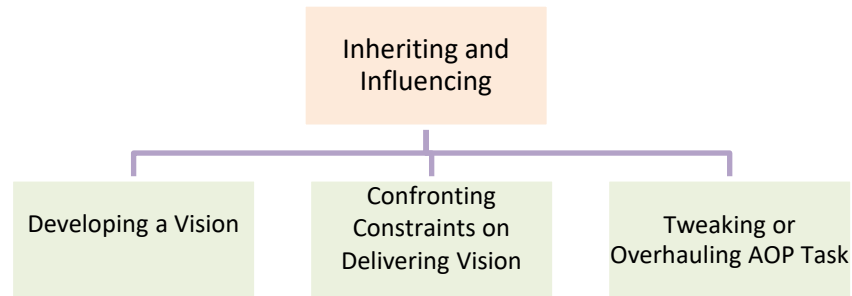 Inheriting and
Influencing
Developing a Vision
Confronting
Constraints on
Delivering Vision
Tweaking or
Overhauling AOP Task